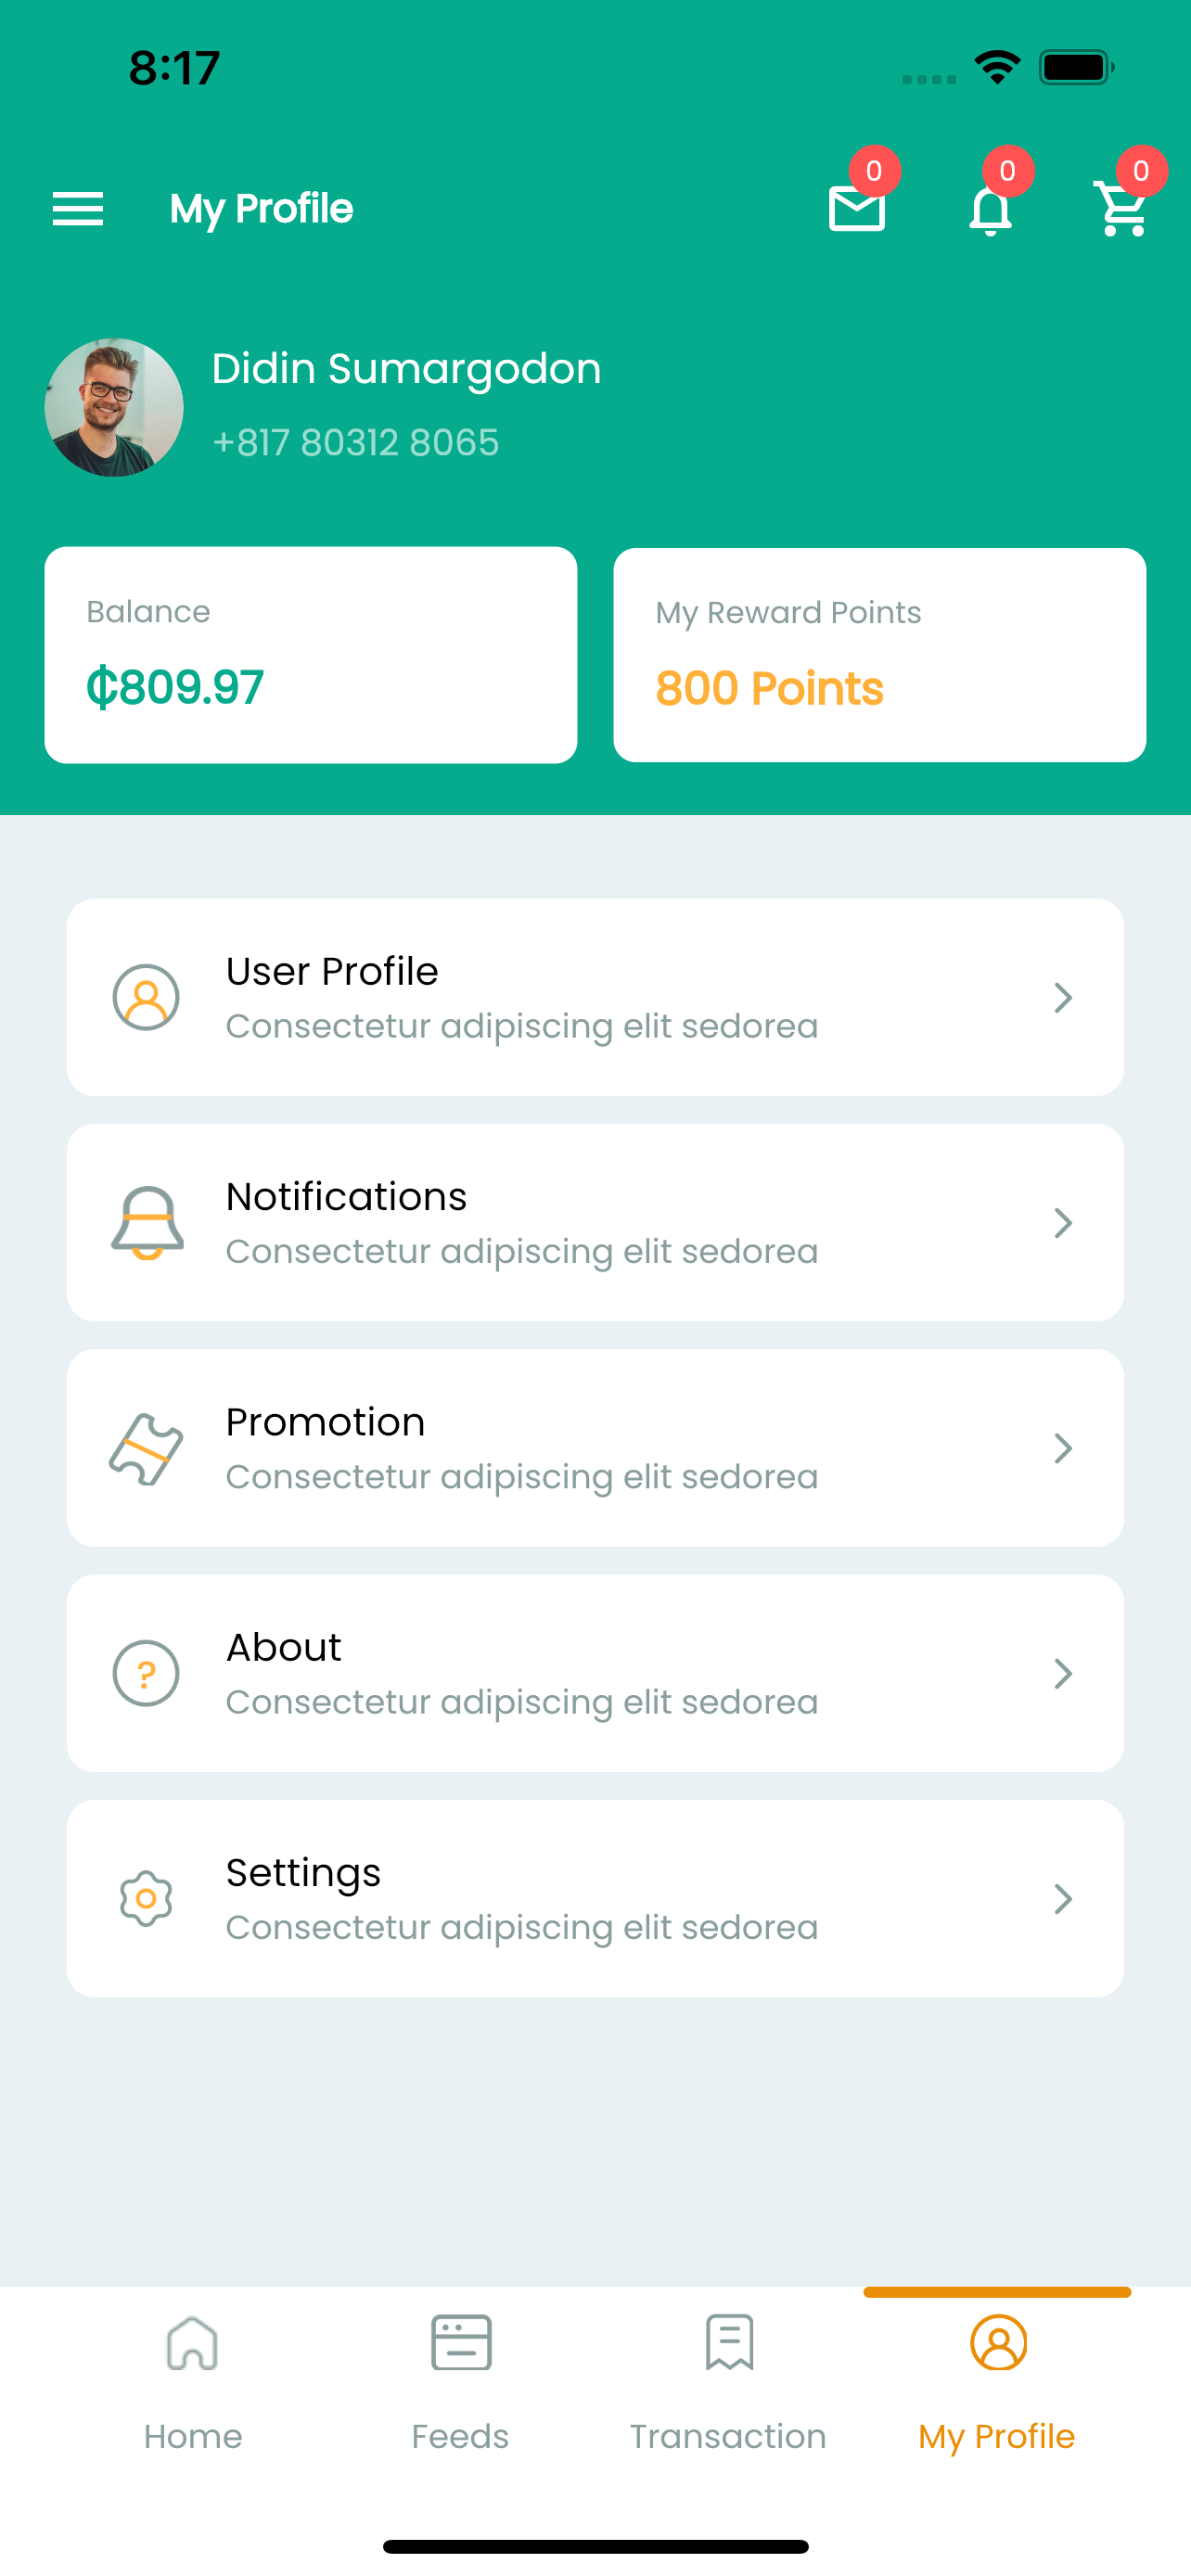 8:17
My Profile
0
0
0
Didin Sumargodon
+817 80312 8065
Balance
₵809.97
My Reward Points
800 Points
User Profile
Consectetur adipiscing elit sedorea
Notifications
Consectetur adipiscing elit sedorea
Promotion
Consectetur adipiscing elit sedorea
?
About
Consectetur adipiscing elit sedorea
Settings
Consectetur adipiscing elit sedorea
Home
Feeds
Transaction
My Profile